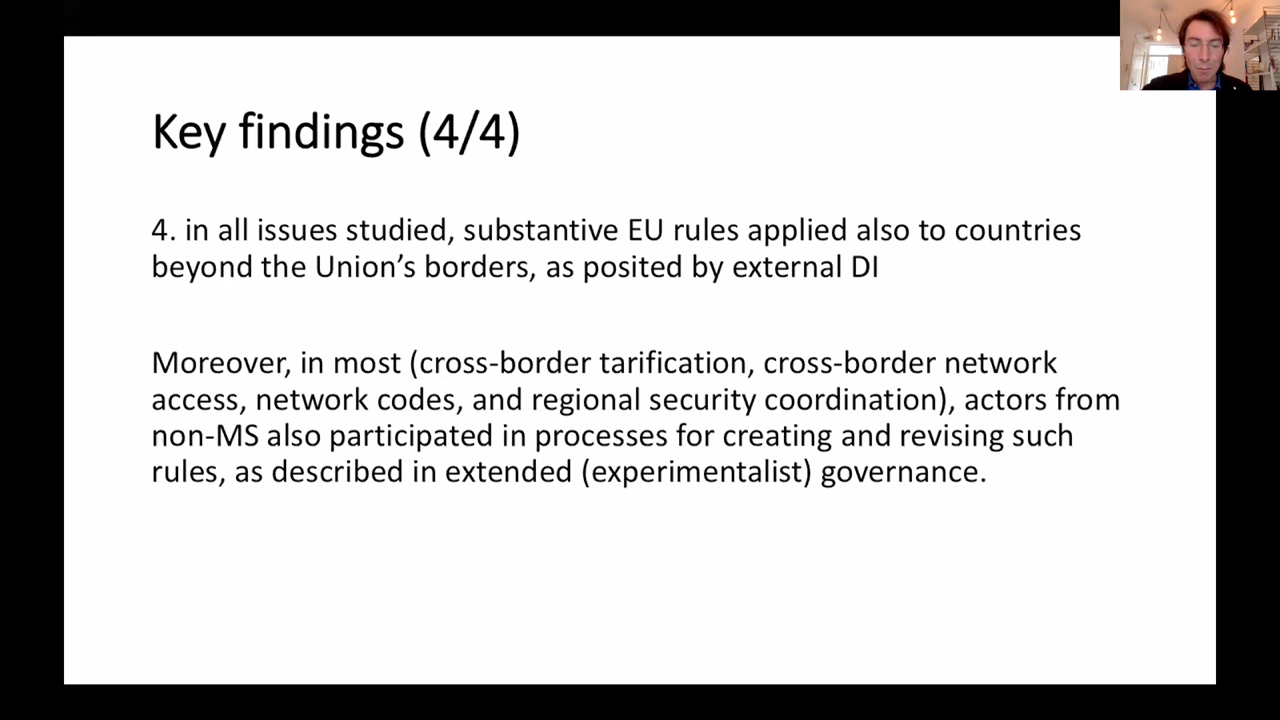 Key findings (4/4)
4. in all issues studied, substantive EU rules applied also to countries
beyond the Union’s borders, as posited by external DI
Moreover, in most (cross-border tarification, cross-border network
access, network codes, and regional security coordination), actors from
non-MS also participated in processes for creating and revising such
rules, as described in extended (experimentalist) governance.